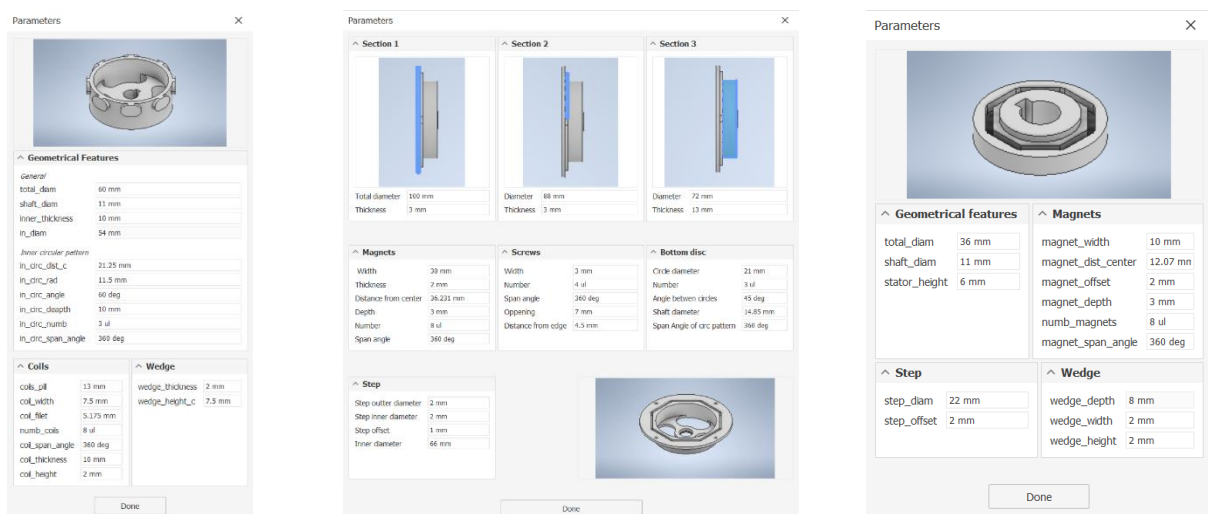 Parameters
Geometrical Features
General
total_diam 60 mm
shaft_diam 11 mm
inner_thickness 10 mm
in_diam 54 mm
Inner circular pattern
in_circ_dist_c 21.25 mm
in_circ_rad 11.5 mm
in_circ_angle 60 deg
in_circ_deapth 10 mm
in_circ_numb 3 ul
in_circ_span_angle 360 deg
Coils
coils_pll 13 mm
coil_width 7.5 mm
coil_filet 5.175 mm
numb_coils 8 ul
coil_span_angle 360 deg
coil_thickness 10 mm
coil_height 2 mm
Wedge
wedge_thickness 2 mm
wedge_height_c 7.5 mm
Done
Parameters
Section 1
Total diameter 100 mm
Thickness 3 mm
Section 2
Diameter 88 mm
Thickness 3 mm
Section 3
Diameter 72 mm
Thickness 13 mm
Magnets
Width 30 mm
Thickness 2 mm
Distance from center 36.231 mm
Depth 3 mm
Number 8 ul
Span angle 360 deg
Screws
Width 3 mm
Number 4 ul
Span angle 360 deg
Oppening 7 mm
Distance from edge 4.5 mm
Bottom disc
Circle diameter 21 mm
Number 3 ul
Angle betwen circles 45 deg
Shaft diameter 14.85 mm
Span Angle of circ pattern 360 deg
Step
Step outter diameter 2 mm
Step inner diameter 2 mm
Step offset 1 mm
Inner diameter 66 mm
Done
Parameters
Geometrical features
total_diam 36 mm
shaft_diam 11 mm
stator_height 6 mm
Magnets
magnet_width 10 mm
magnet_dist_center 12.07 mm
magnet_offset 2 mm
magnet_depth 3 mm
numb_magnets 8 ul
magnet_span_angle 360 deg
Step
step_diam 22 mm
step_offset 2 mm
Wedge
wedge_depth 8 mm
wedge_width 2 mm
wedge_height 2 mm
Done